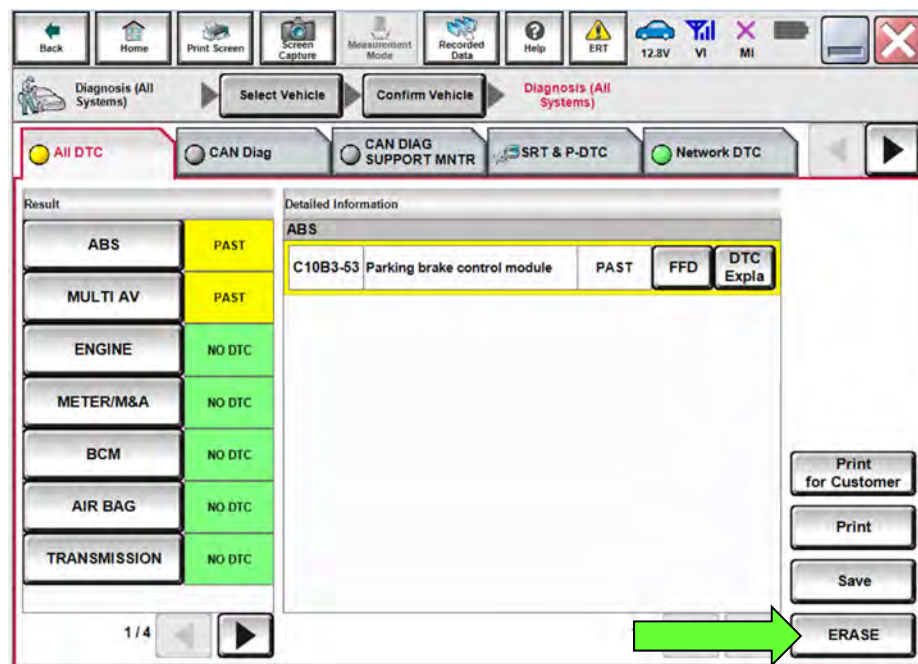 Back
Home
Print Screen
Screen
Capture
Measurement
Mode
Recorded
Data
Help
ERT
12.8V
VI
MI
Diagnosis (All
Systems)
Select Vehicle
Confirm Vehicle
Diagnosis (All
Systems)
All DTC
CAN Diag
CAN DIAG
SUPPORT MNTR
SRT & P-DTC
Network DTC
Result
Detailed Information
ABS PAST
MULTI AV PAST
ENGINE NO DTC
METER/M&A NO DTC
BCM NO DTC
AIR BAG NO DTC
TRANSMISSION NO DTC
1/4
ABS
C10B3-53 Parking brake control module PAST FFD DTC
Expla
Print
for Customer
Print
Save
ERASE